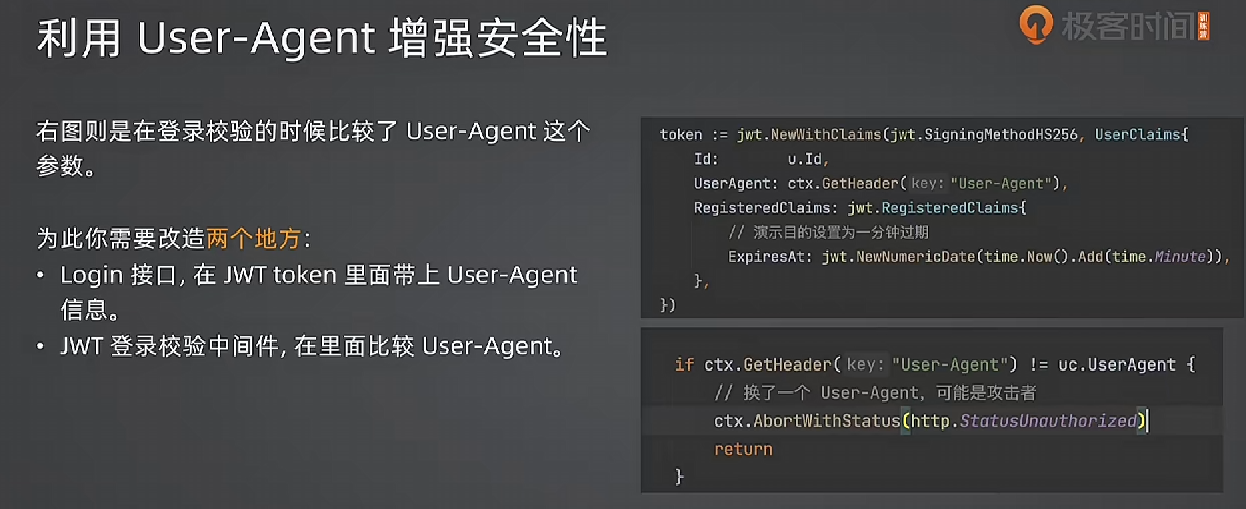 利用 User-Agent 增强安全性
极客时间 训练营
右图则是在登录校验的时候比较了 User-Agent 这个
参数。
为此你需要改造两个地方:
• Login 接口, 在 JWT token 里面带上 User-Agent
信息。
• JWT 登录校验中间件, 在里面比较 User-Agent。
token := jwt.NewWithClaims(jwt.SigningMethodHS256, UserClaims{
Id: u.Id,
UserAgent: ctx.GetHeader( key: "User-Agent"),
RegisteredClaims: jwt.RegisteredClaims{
// 演示目的设置为一分钟过期
ExpiresAt: jwt.NewNumericDate(time.Now().Add(time.Minute)),
},
})
if ctx.GetHeader( key: "User-Agent") != uc.UserAgent {
// 换了一个 User-Agent, 可能是攻击者
ctx.AbortWithStatus(http.StatusUnauthorized)
return
}